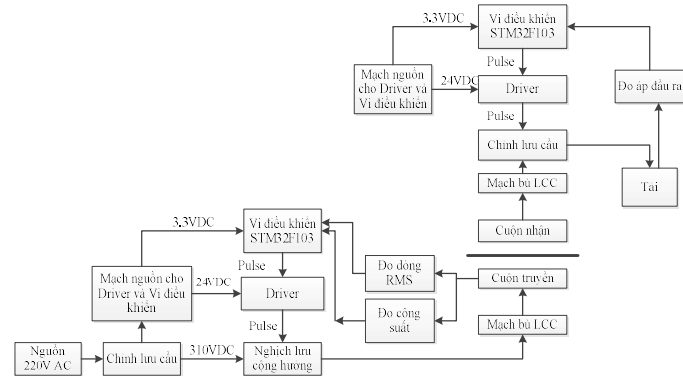 3.3VDC
Vi điều khiển
STM32F103
Pulse
Mạch nguồn
cho Driver và
Vi điều khiển
24VDC
Driver
Đo áp đầu ra
Pulse
Chỉnh lưu cầu
Mạch bù LCC
Tải
Cuộn nhận
3.3VDC
Vi điều khiển
STM32F103
Pulse
Đo dòng
RMS
Cuộn truyền
Mạch nguồn cho
Driver và Vi điều
khiển
24VDC
Driver
Đo công
suất
Mạch bù LCC
Pulse
Nguồn
220V AC
Chỉnh lưu cầu
310VDC
Nghịch lưu
cộng hưởng